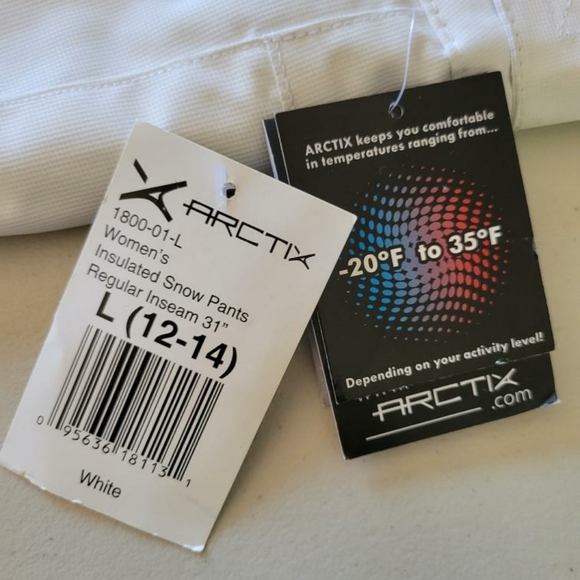 ARCTIX
1800-01-L
Women's
Insulated Snow Pants
Regular Inseam 31"
L (12-14)
0 95636 18113 1
White
ARCTIX keeps you comfortable
in temperatures ranging from...
-20°F to 35°F
Depending on your activity level!
ARCTIX
.com